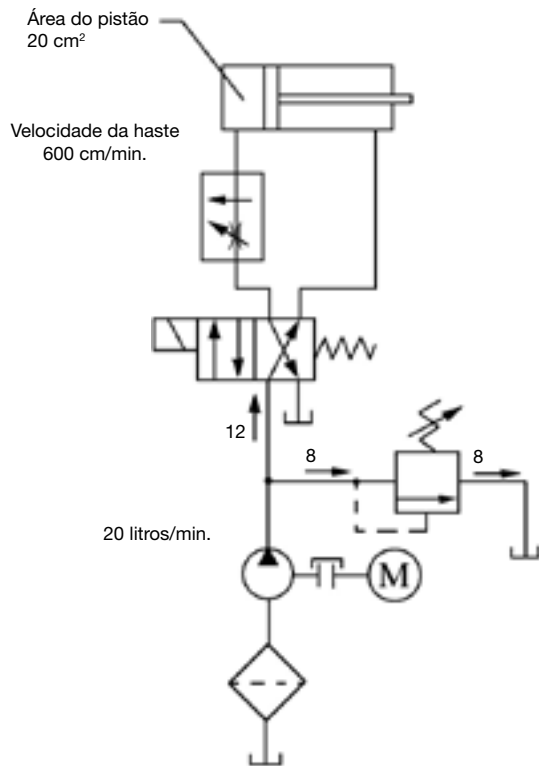 Área do pistão
20 cm²
Velocidade da haste
600 cm/min.
12
8
8
20 litros/min.
M